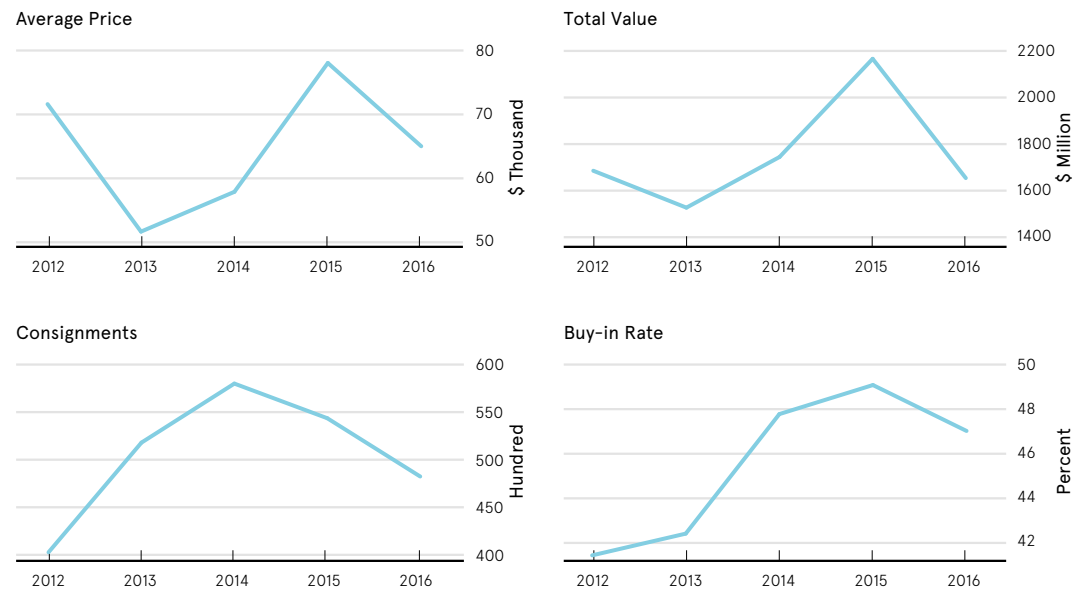 Average Price
80
70
60
50
$ Thousand
2012 2013 2014 2015 2016
Total Value
2200
2000
1800
1600
1400
$ Million
2012 2013 2014 2015 2016
Consignments
600
550
500
450
400
Hundred
2012 2013 2014 2015 2016
Buy-in Rate
50
48
46
44
42
Percent
2012 2013 2014 2015 2016